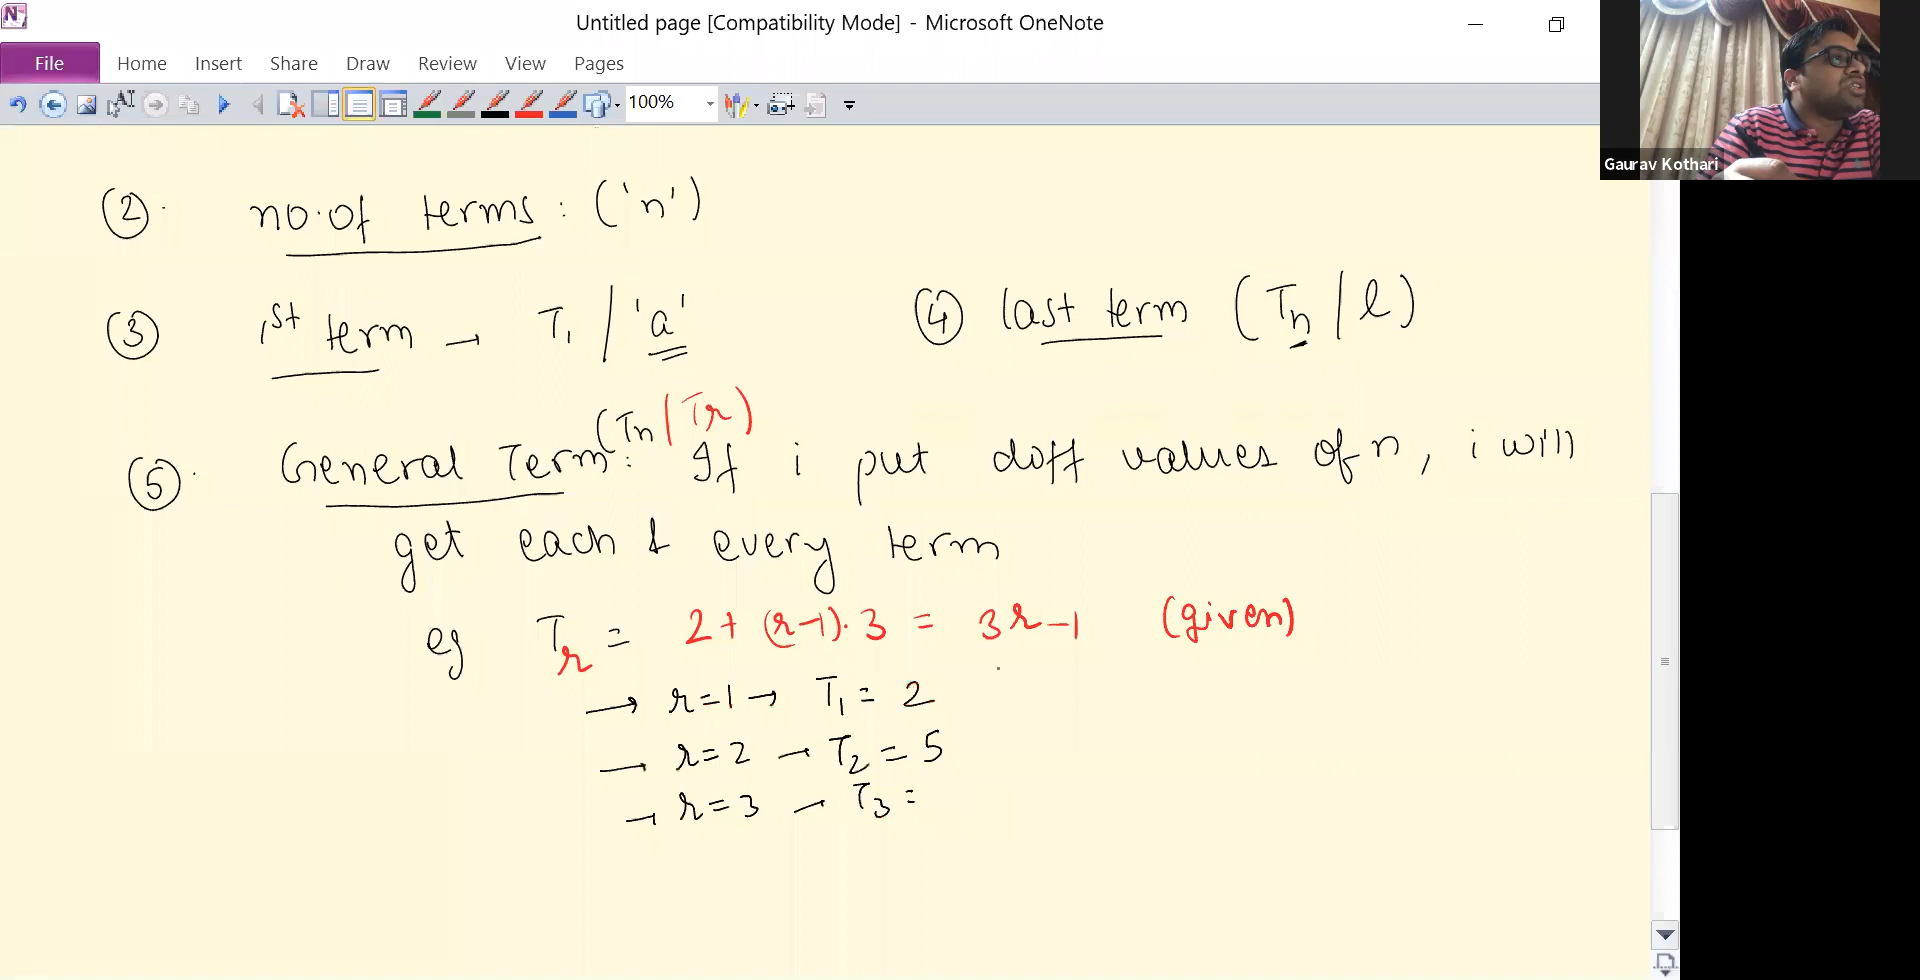 Untitled page [Compatibility Mode] - Microsoft OneNote
File Home Insert Share Draw Review View Pages
100%
Gaurav Kothari
(2). no. of terms : ('n')
(3) 1st term → T1 / 'a'
(4) last term (Tn / l)
(Tn / Tr)
(5). General Term : If i put diff values of n, i will
get each & every term
eg Tr = 2 + (r-1).3 = 3r-1 (given)
→ r=1 → T1 = 2
→ r=2 → T2 = 5
→ r=3 → T3 =